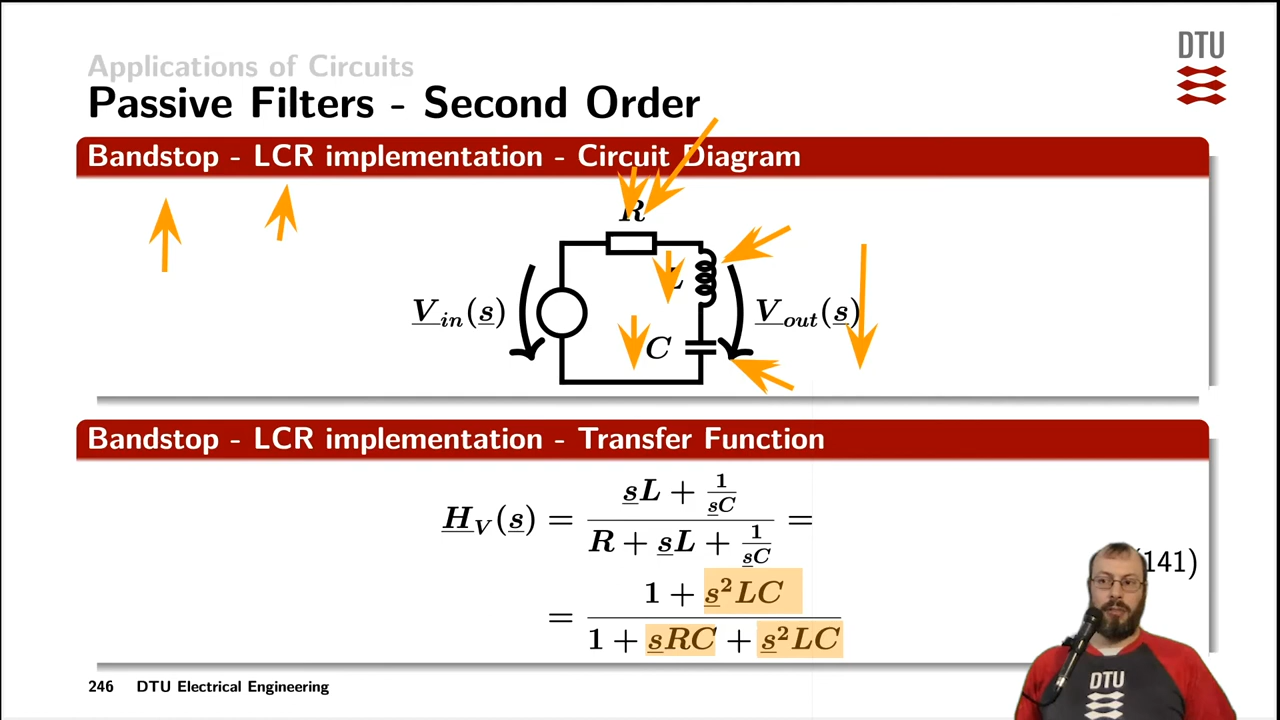 Applications of Circuits
DTU
Passive Filters - Second Order
Bandstop - LCR implementation - Circuit Diagram
R
L
V_in(s)
V_out(s)
C
Bandstop - LCR implementation - Transfer Function
H_V(s) = (sL + 1/(sC)) / (R + sL + 1/(sC)) =
(141)
= (1 + s²LC) / (1 + sRC + s²LC)
DTU
246 DTU Electrical Engineering